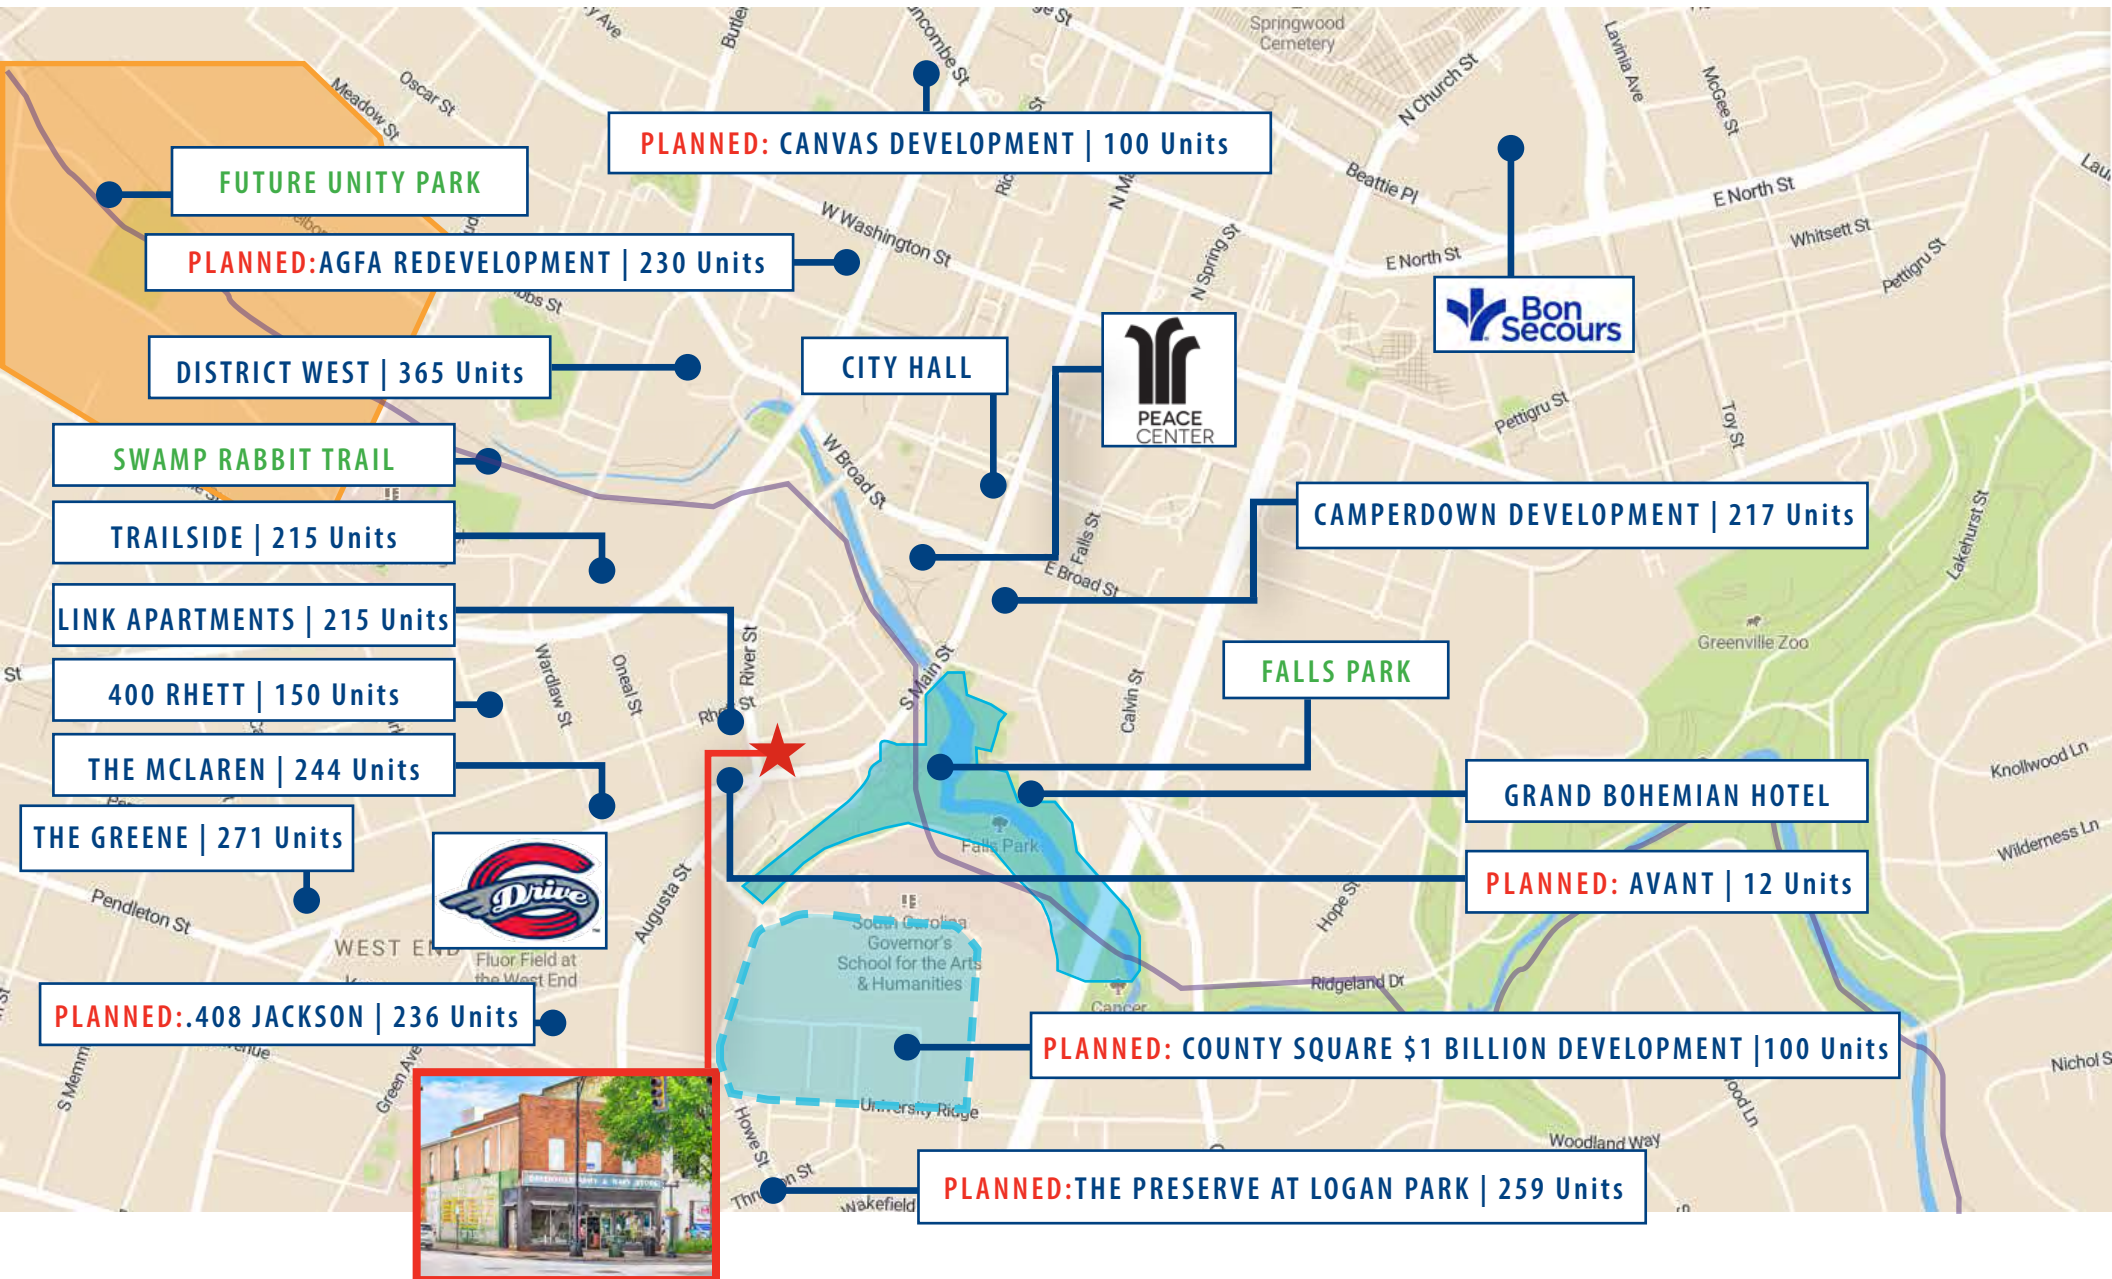 Springwood
Cemetery
Oscar St
Meadow St
N Church St
Lavinia Ave
McGee St
PLANNED: CANVAS DEVELOPMENT | 100 Units
FUTURE UNITY PARK
Beattie Pl
E North St
W Washington St
N Spring St
Whitsett St
Pettigru St
E North St
PLANNED:AGFA REDEVELOPMENT | 230 Units
Bon
Secours
DISTRICT WEST | 365 Units
CITY HALL
PEACE
CENTER
Pettigru St
Toy St
SWAMP RABBIT TRAIL
W Broad St
CAMPERDOWN DEVELOPMENT | 217 Units
Lakehurst St
TRAILSIDE | 215 Units
E Falls St
E Broad St
LINK APARTMENTS | 215 Units
Greenville Zoo
Wardlaw St
Oneal St
S River St
S Main St
Calvin St
FALLS PARK
St
400 RHETT | 150 Units
THE MCLAREN | 244 Units
Knollwood Ln
GRAND BOHEMIAN HOTEL
THE GREENE | 271 Units
Falls Park
Wilderness Ln
Drive
PLANNED: AVANT | 12 Units
Augusta St
Hope St
Pendleton St
WEST END
Fluor Field at
the West End
South Carolina
Governor's
School for the Arts
& Humanities
Ridgeland Dr
Cancer
PLANNED:.408 JACKSON | 236 Units
PLANNED: COUNTY SQUARE $1 BILLION DEVELOPMENT |100 Units
Green Ave
University Ridge
Howe St
Woodland Way
PLANNED:THE PRESERVE AT LOGAN PARK | 259 Units
Wakefield